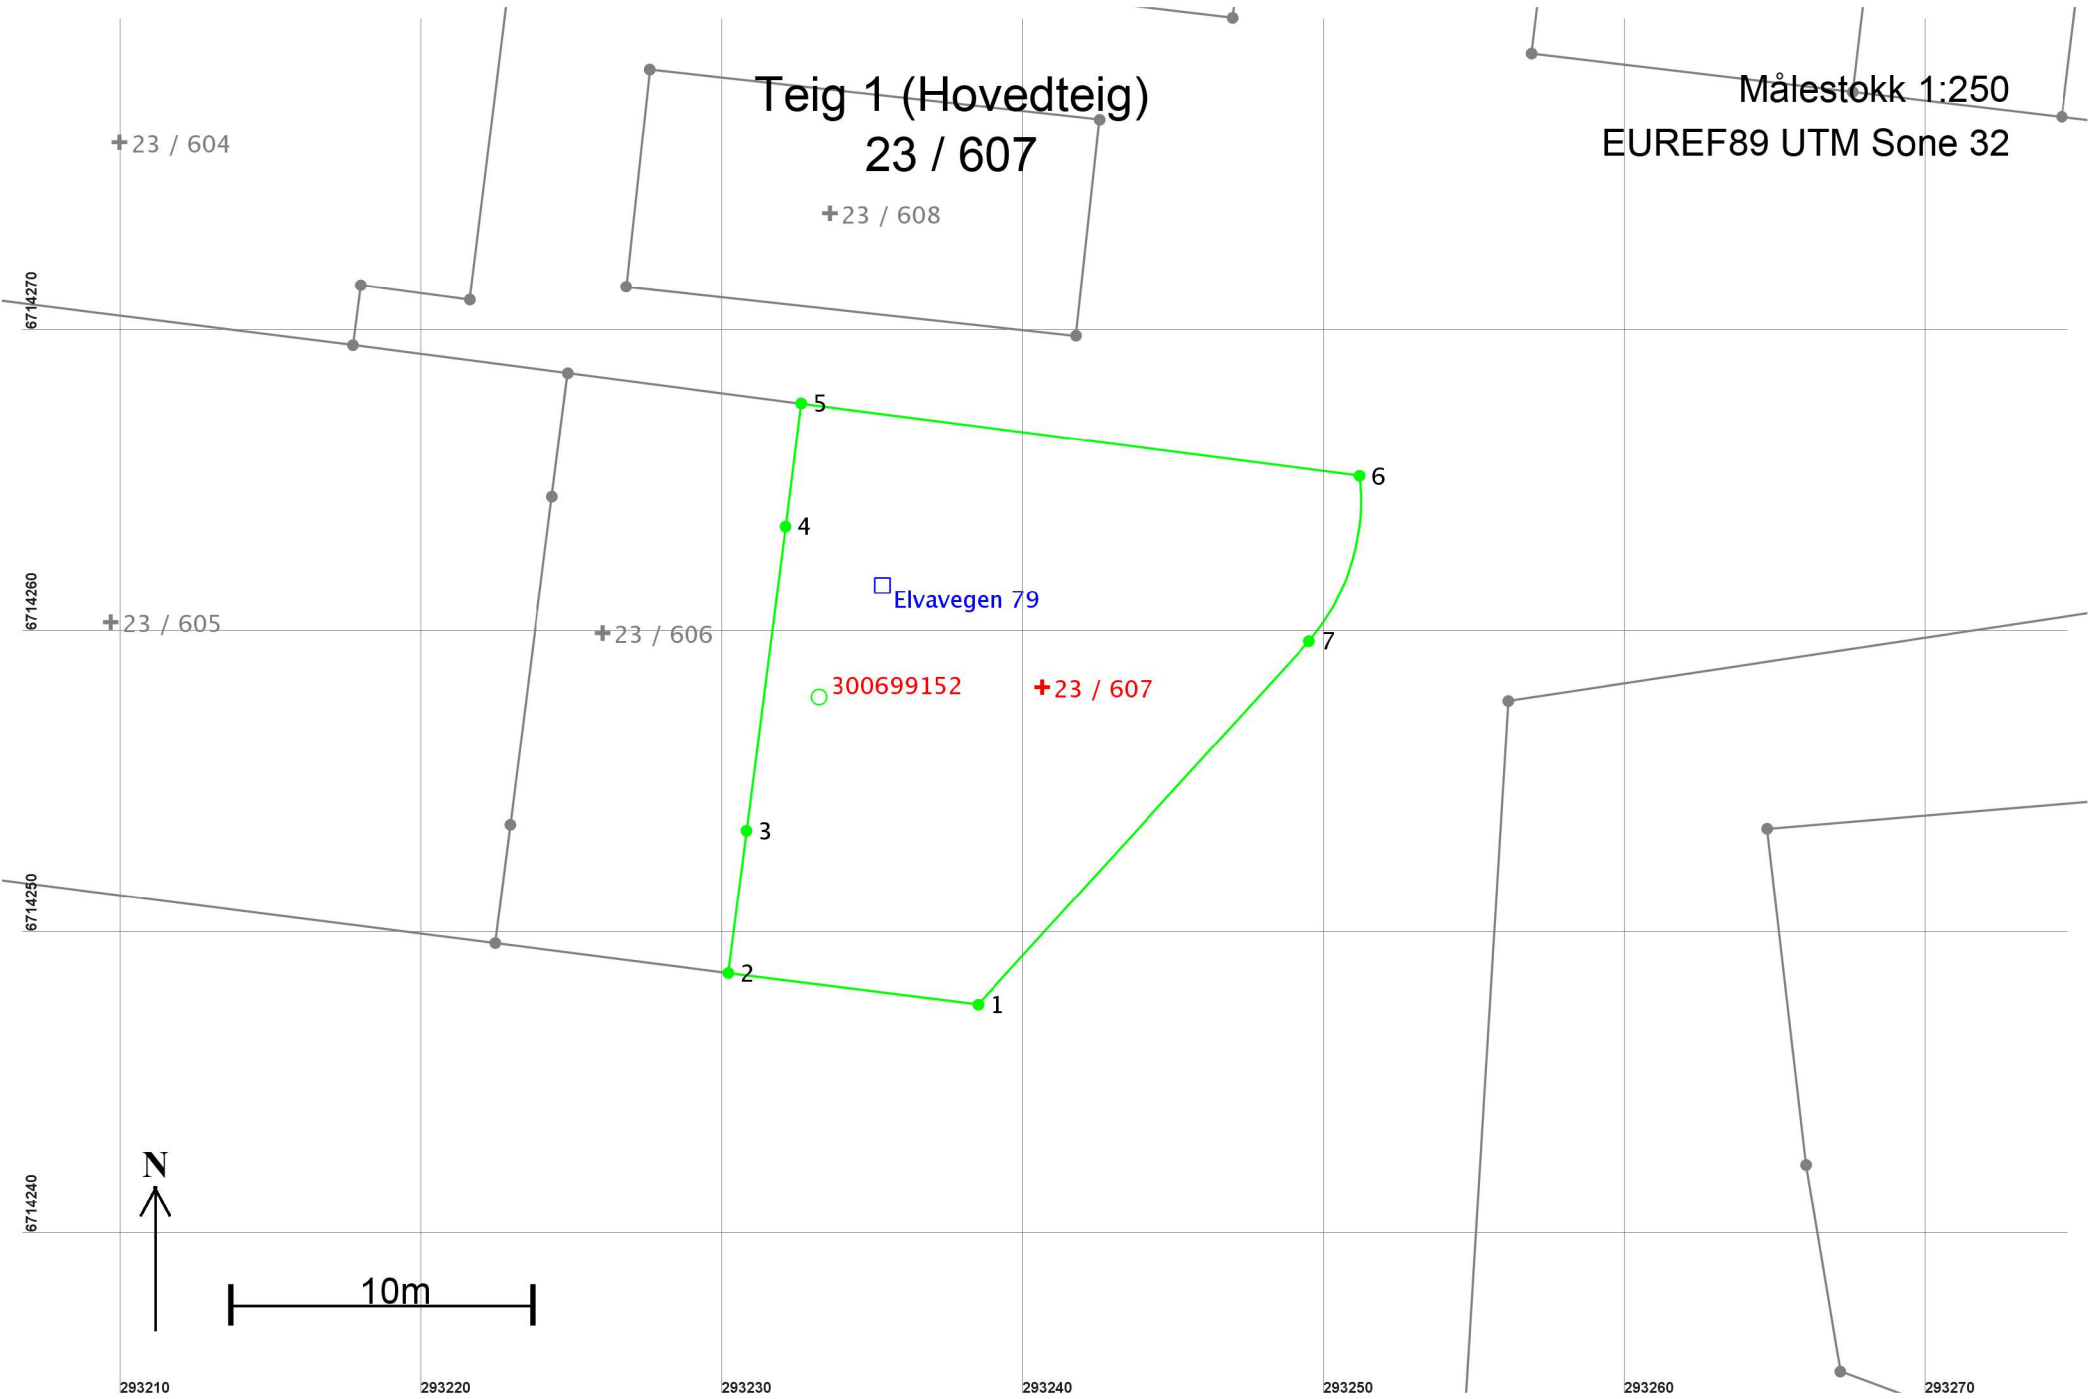 Teig 1 (Hovedteig)
23 / 607
Målestokk 1:250
EUREF89 UTM Sone 32
23 / 604
23 / 608
6714270
5
6
4
Elvavegen 79
6714260
23 / 605
23 / 606
7
300699152
23 / 607
3
6714250
2
1
N
6714240
10m
293210
293220
293230
293240
293250
293260
293270